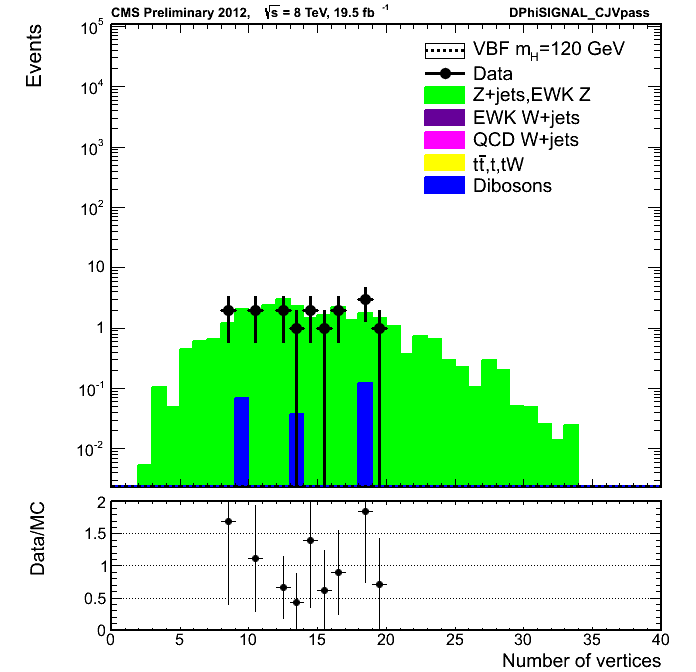 CMS Preliminary 2012, √s = 8 TeV, 19.5 fb⁻¹ DPhiSIGNAL_CJVpass
Events
10⁵
10⁴
10³
10²
10
1
10⁻¹
10⁻²
VBF m_H=120 GeV
Data
Z+jets,EWK Z
EWK W+jets
QCD W+jets
tt̄,t,tW
Dibosons
Data/MC
2
1.5
1
0.5
0
0 5 10 15 20 25 30 35 40
Number of vertices